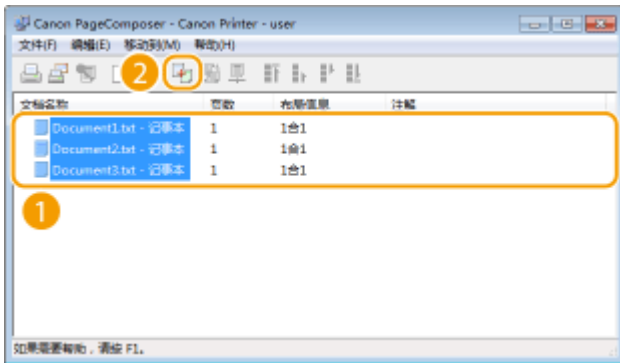 Canon PageComposer - Canon Printer - user
文件(F) 编辑(E) 移动到(M) 帮助(H)
2
文档名称 页数 布局信息 注解
Document1.txt - 记事本 1 1合1
Document2.txt - 记事本 1 1合1
Document3.txt - 记事本 1 1合1
1
如果需要帮助，请按 F1。